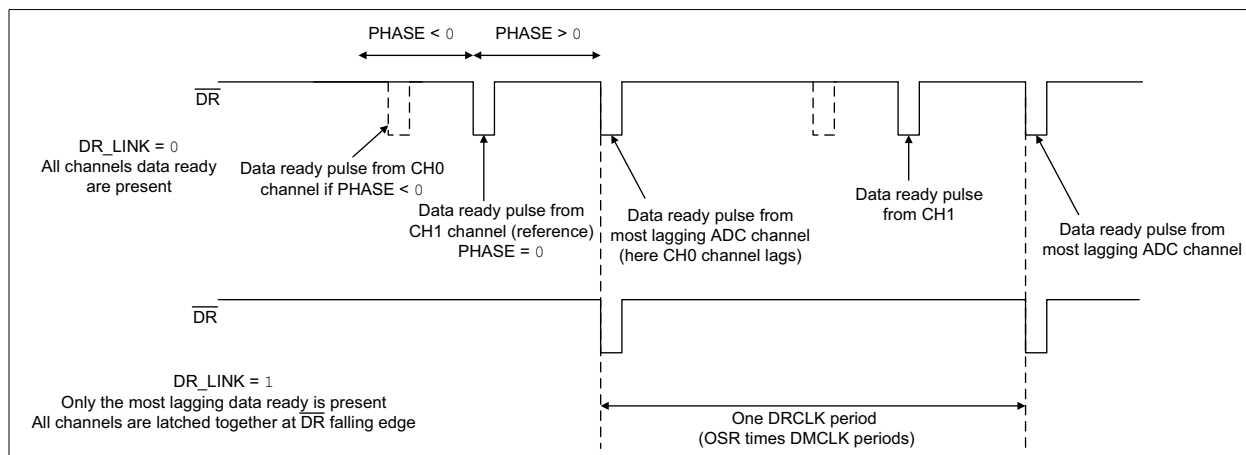 PHASE < 0
PHASE > 0
DR
DR_LINK = 0
All channels data ready
are present
Data ready pulse from CH0
channel if PHASE < 0
Data ready pulse from
CH1 channel (reference)
PHASE = 0
Data ready pulse from
most lagging ADC channel
(here CH0 channel lags)
Data ready pulse
from CH1
Data ready pulse from
most lagging ADC channel
DR
DR_LINK = 1
Only the most lagging data ready is present
All channels are latched together at DR falling edge
One DRCLK period
(OSR times DMCLK periods)